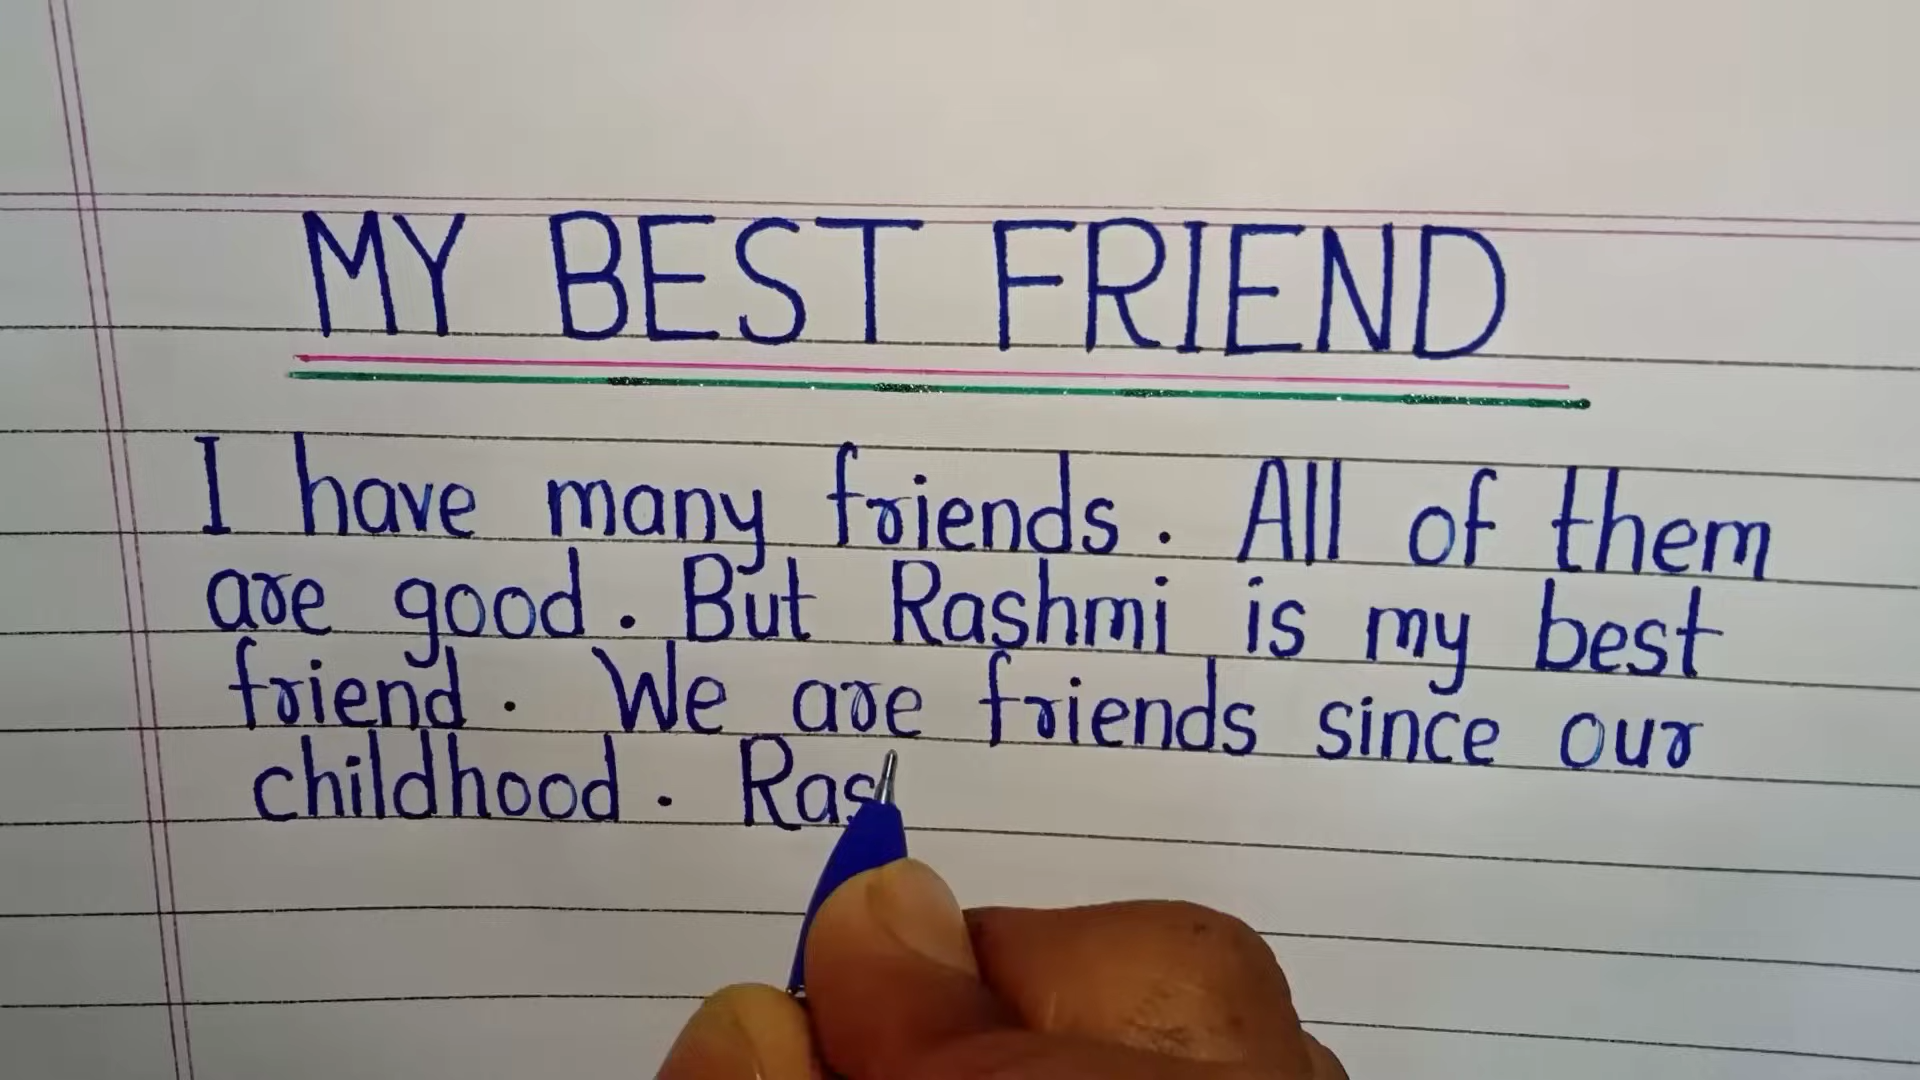 MY BEST FRIEND
I have many friends. All of them
are good. But Rashmi is my best
friend. We are friends since our
childhood. Ras